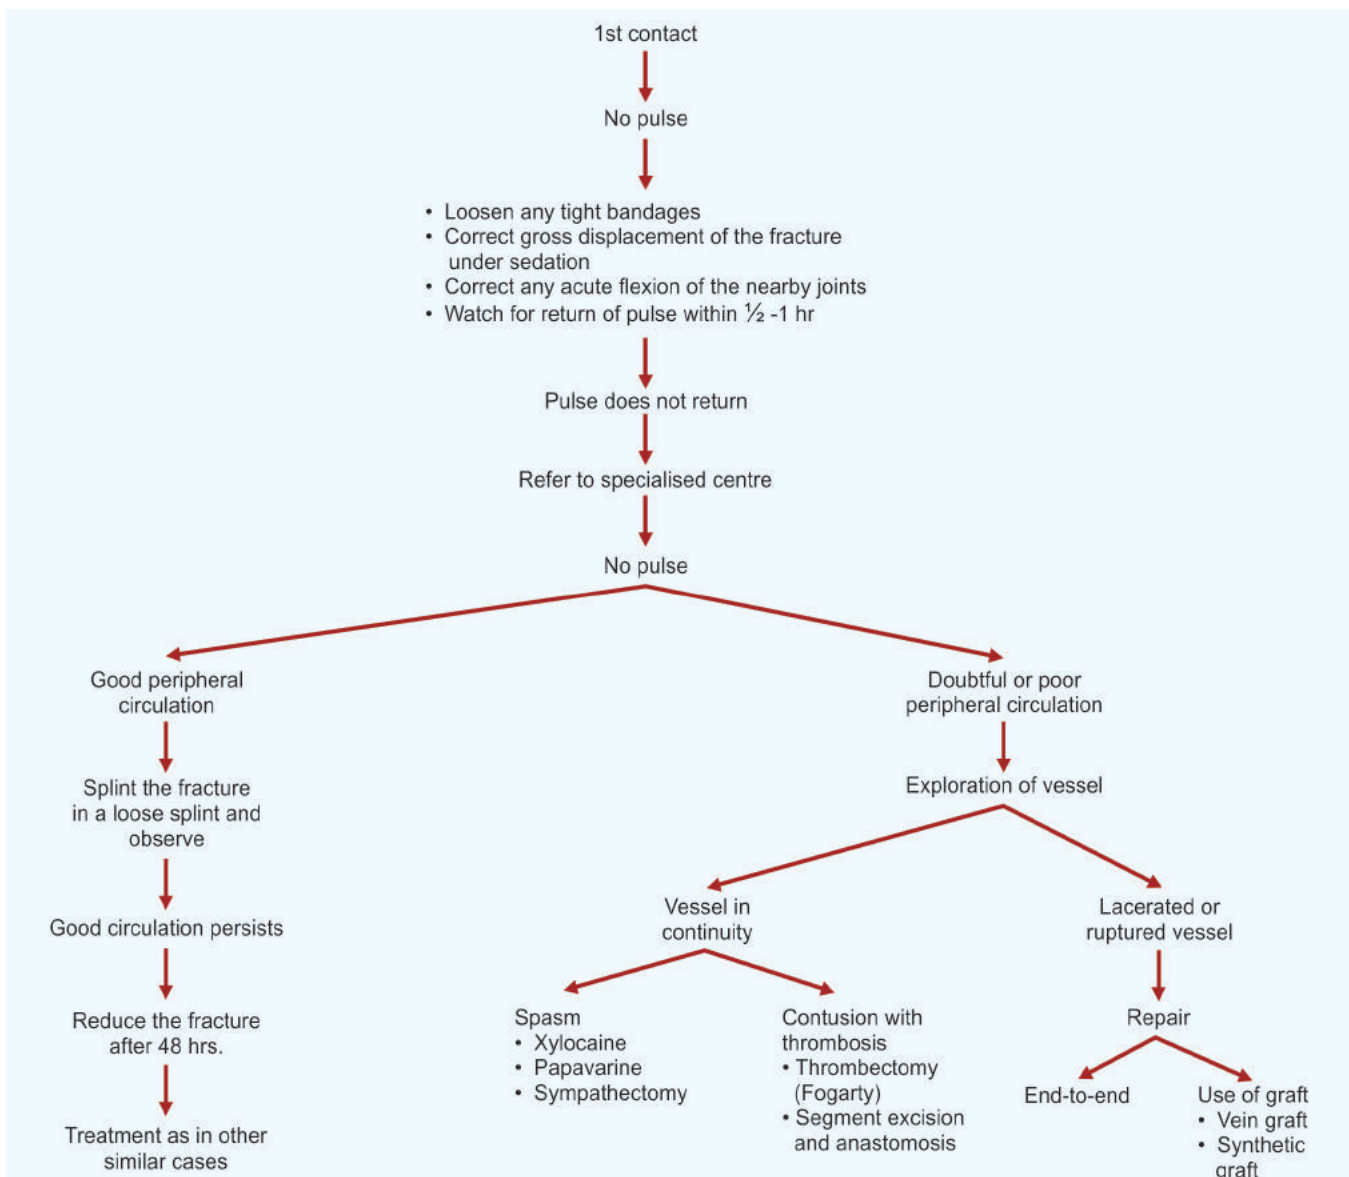 1st contact
No pulse
• Loosen any tight bandages
• Correct gross displacement of the fracture
under sedation
• Correct any acute flexion of the nearby joints
• Watch for return of pulse within ½ -1 hr
Pulse does not return
Refer to specialised centre
No pulse
Good peripheral
circulation
Splint the fracture
in a loose splint and
observe
Good circulation persists
Reduce the fracture
after 48 hrs.
Treatment as in other
similar cases
Doubtful or poor
peripheral circulation
Exploration of vessel
Vessel in
continuity
Spasm
• Xylocaine
• Papavarine
• Sympathectomy
Contusion with
thrombosis
• Thrombectomy
(Fogarty)
• Segment excision
and anastomosis
Lacerated or
ruptured vessel
Repair
End-to-end
Use of graft
• Vein graft
• Synthetic
graft